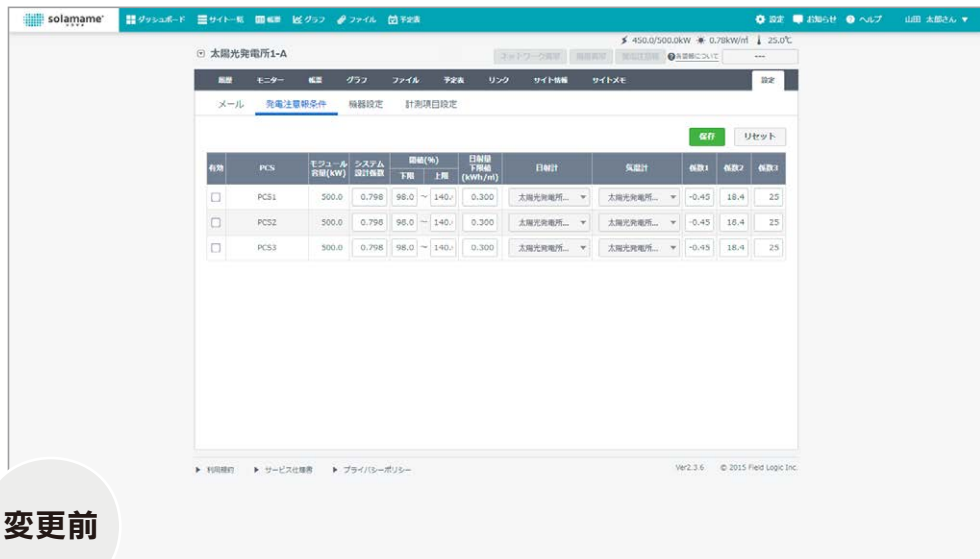 solamame
ダッシュボード サイト一覧 帳票 グラフ ファイル 予定表 設定 お知らせ ヘルプ 山田 太郎さん
450.0/500.0kW 0.78kW/㎡ 25.0℃
太陽光発電所1-A
各警報について ---
履歴 モニター 帳票 グラフ ファイル 予定表 リンク サイト情報 サイトメモ 設定
メール 発電注意報条件 機器設定 計測項目設定
保存 リセット
有効 PCS モジュール容量(kW) システム設計係数 閾値(%) 下限 上限 日射量下限値(kWh/㎡) 日射計 気温計 係数1 係数2 係数3
PCS1 500.0 0.798 98.0 ~ 140. 0.300 太陽光発電所... 太陽光発電所... -0.45 18.4 25
PCS2 500.0 0.798 98.0 ~ 140. 0.300 太陽光発電所... 太陽光発電所... -0.45 18.4 25
PCS3 500.0 0.798 98.0 ~ 140. 0.300 太陽光発電所... 太陽光発電所... -0.45 18.4 25
利用規約 サービス仕様書 プライバシーポリシー Ver2.3.6 © 2015 Field Logic Inc.
変更前